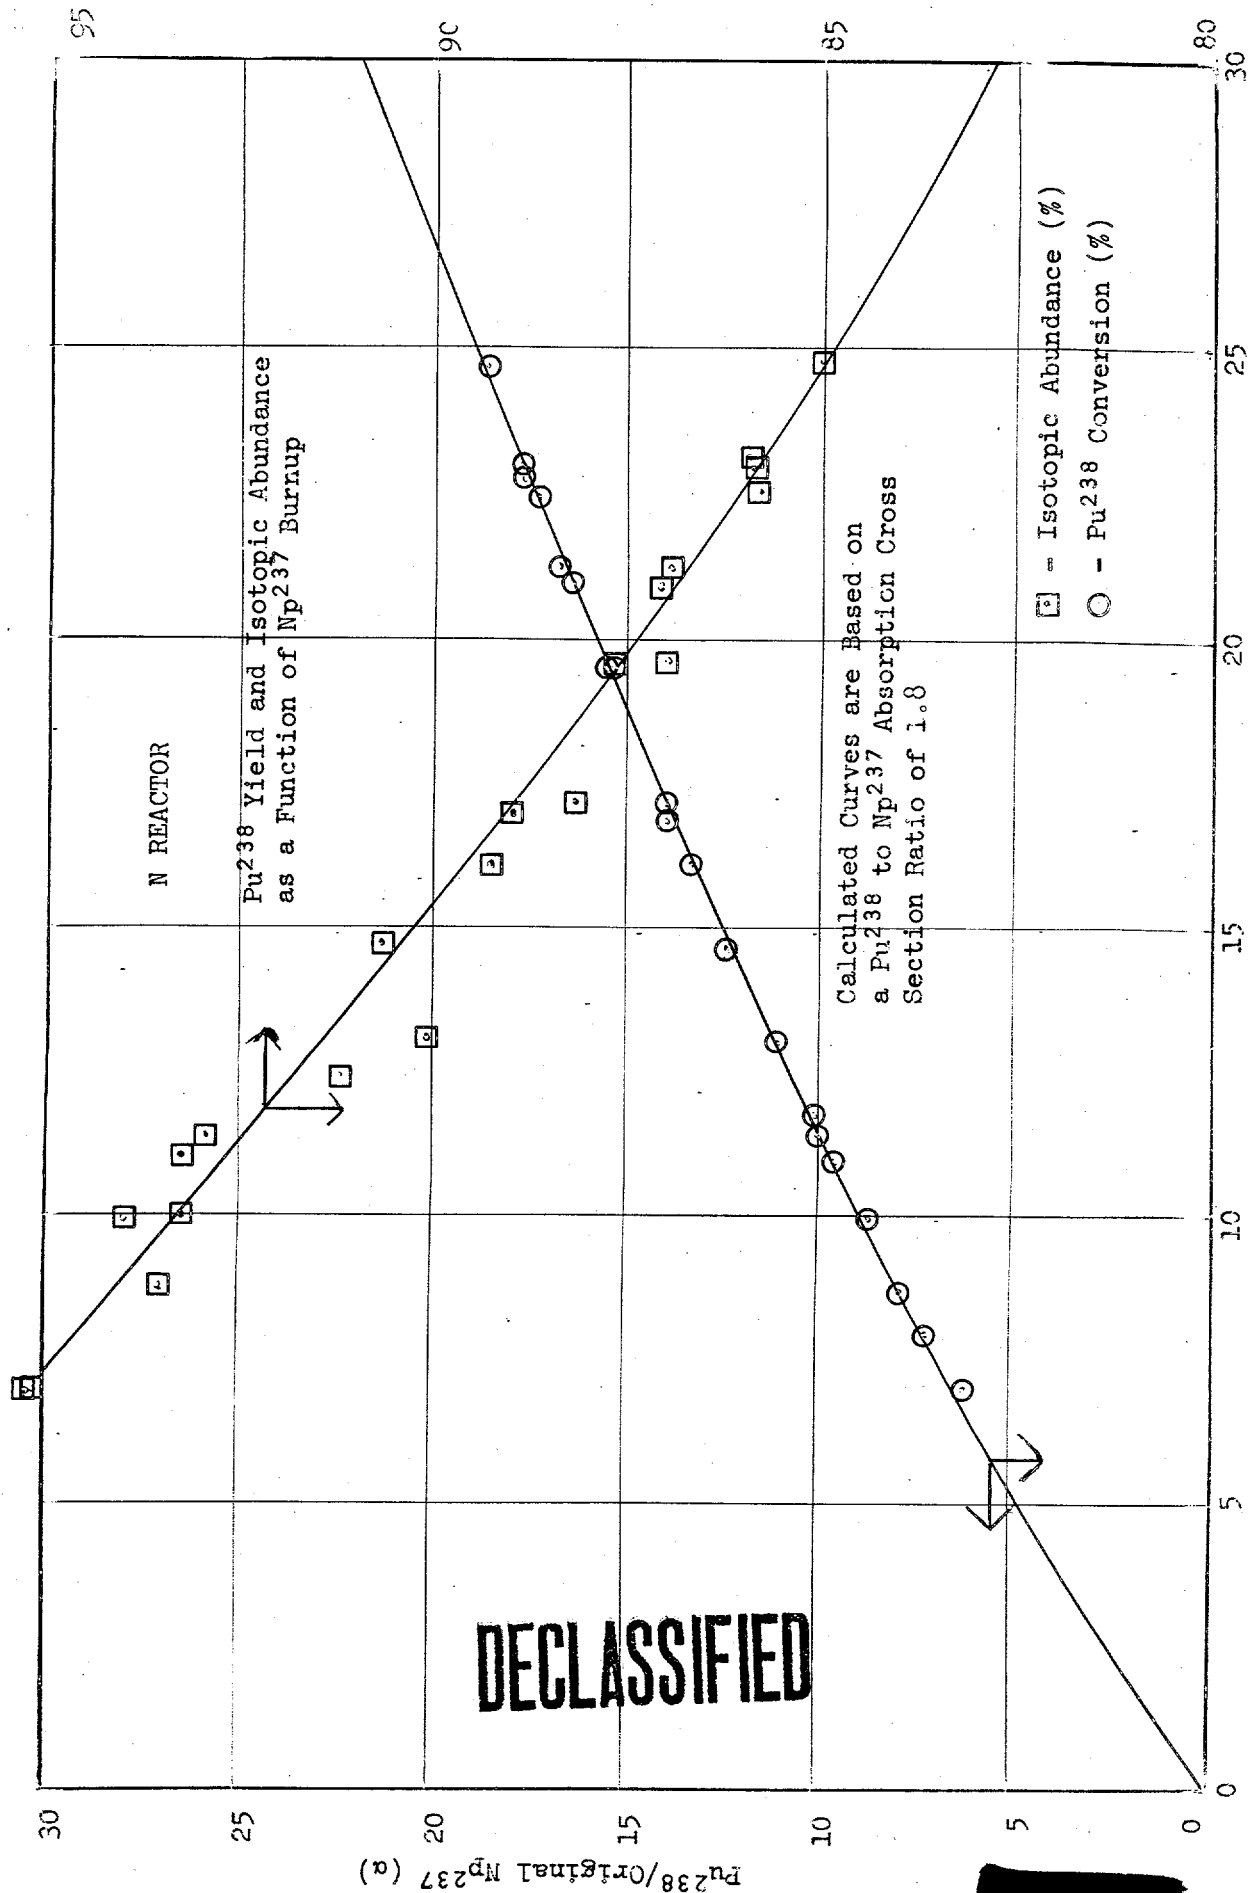 N REACTOR
Pu238 Yield and Isotopic Abundance
as a Function of Np237 Burnup
Calculated Curves are Based on
a Pu238 to Np237 Absorption Cross
Section Ratio of 1.8
⊡ - Isotopic Abundance (%)
○ - Pu238 Conversion (%)
Pu238/Original Np237 (a)
30
25
20
15
10
5
0
95
90
85
80
0
5
10
15
20
25
30
DECLASSIFIED